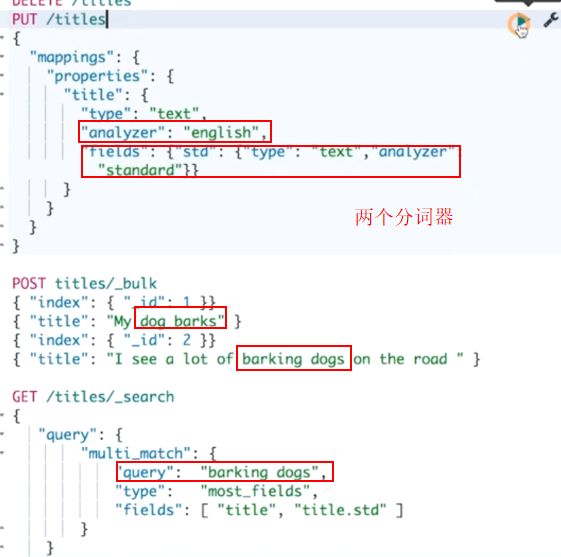 DELETE /titles
PUT /titles
{
"mappings": {
"properties": {
"title": {
"type": "text",
"analyzer": "english",
"fields": {"std": {"type": "text","analyzer":
"standard"}}
}
}
}
}
两个分词器
POST titles/_bulk
{ "index": { "_id": 1 }}
{ "title": "My dog barks" }
{ "index": { "_id": 2 }}
{ "title": "I see a lot of barking dogs on the road " }
GET /titles/_search
{
"query": {
"multi_match": {
"query": "barking dogs",
"type": "most_fields",
"fields": [ "title", "title.std" ]
}
}